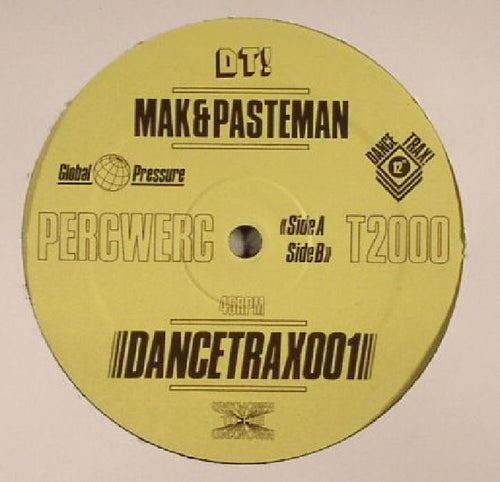 DT!
MAK&PASTEMAN
Global Pressure
DANCE TRAX!
12"
PERCWERC
«Side A
Side B»
T2000
45RPM
DANCETRAX001